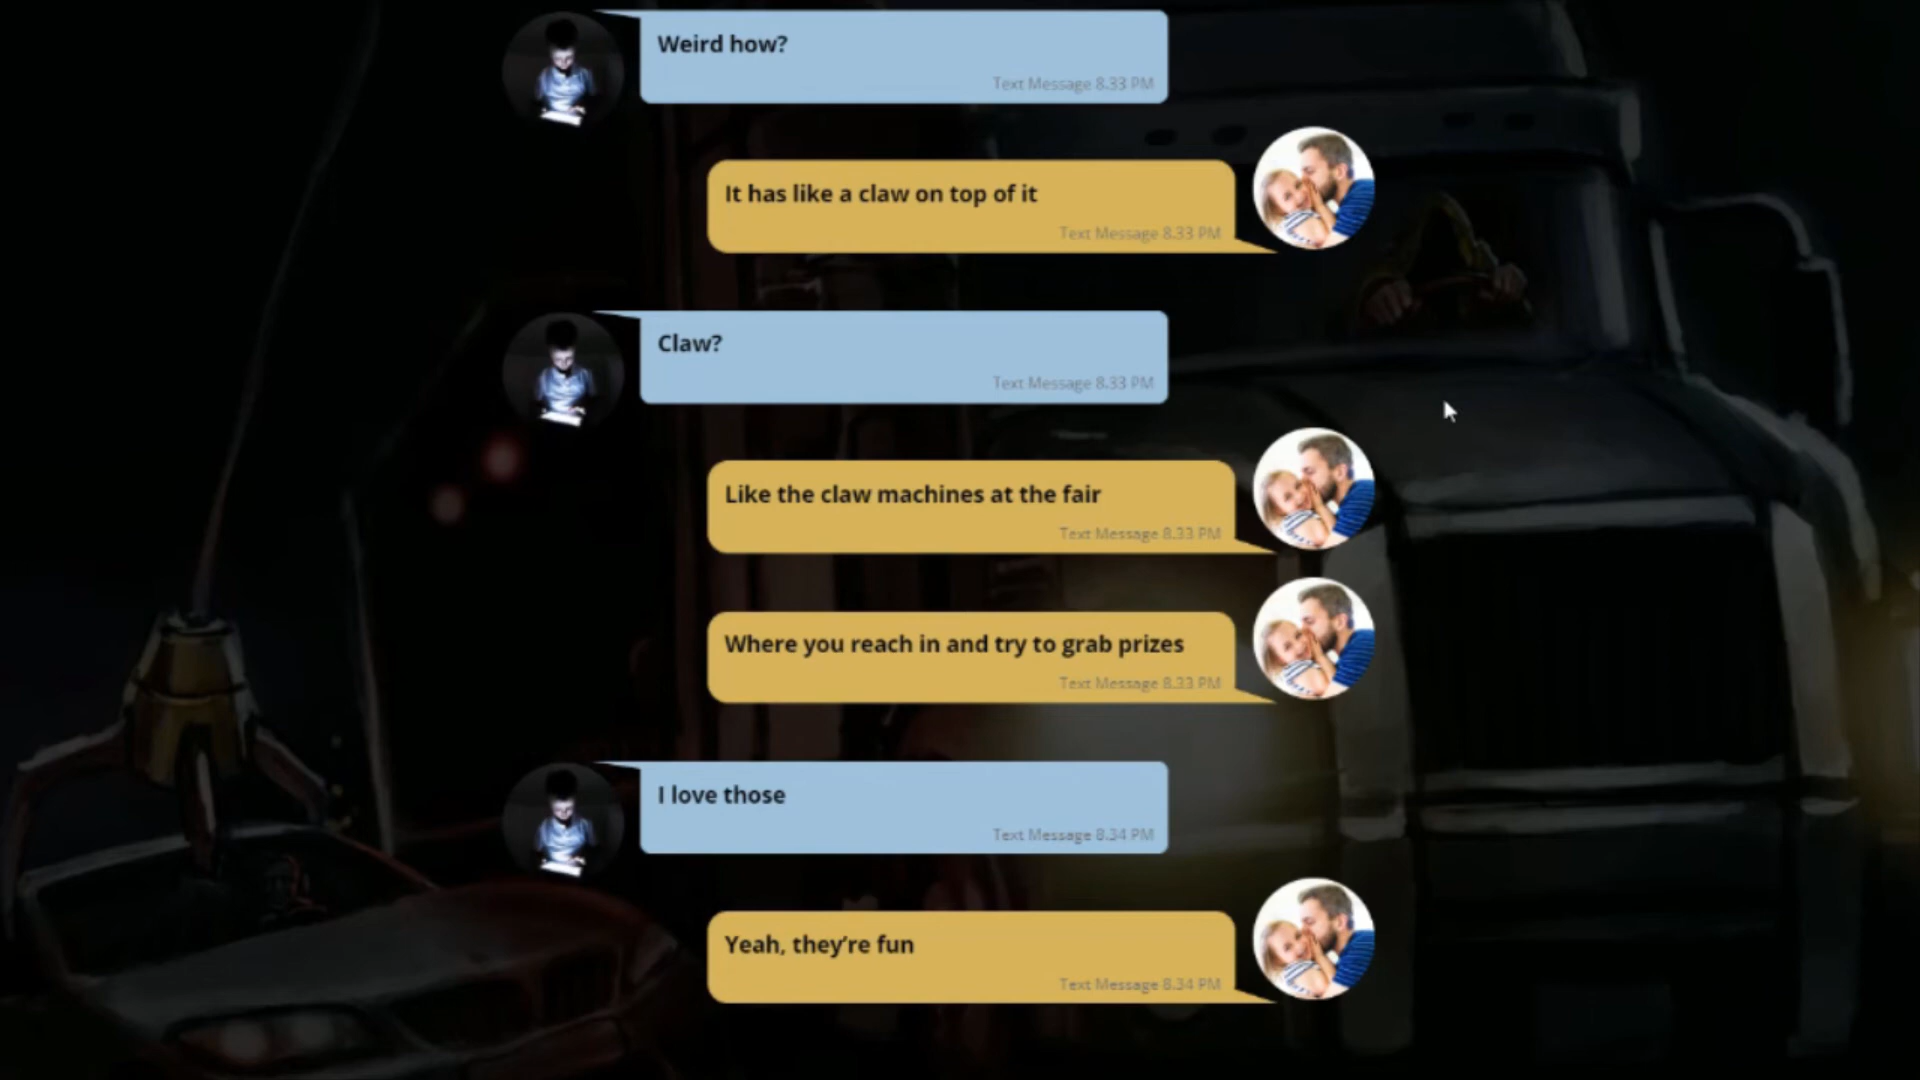 Weird how?
Text Message 8.33 PM
It has like a claw on top of it
Text Message 8.33 PM
Claw?
Text Message 8.33 PM
Like the claw machines at the fair
Text Message 8.33 PM
Where you reach in and try to grab prizes
Text Message 8.33 PM
I love those
Text Message 8.34 PM
Yeah, they’re fun
Text Message 8.34 PM